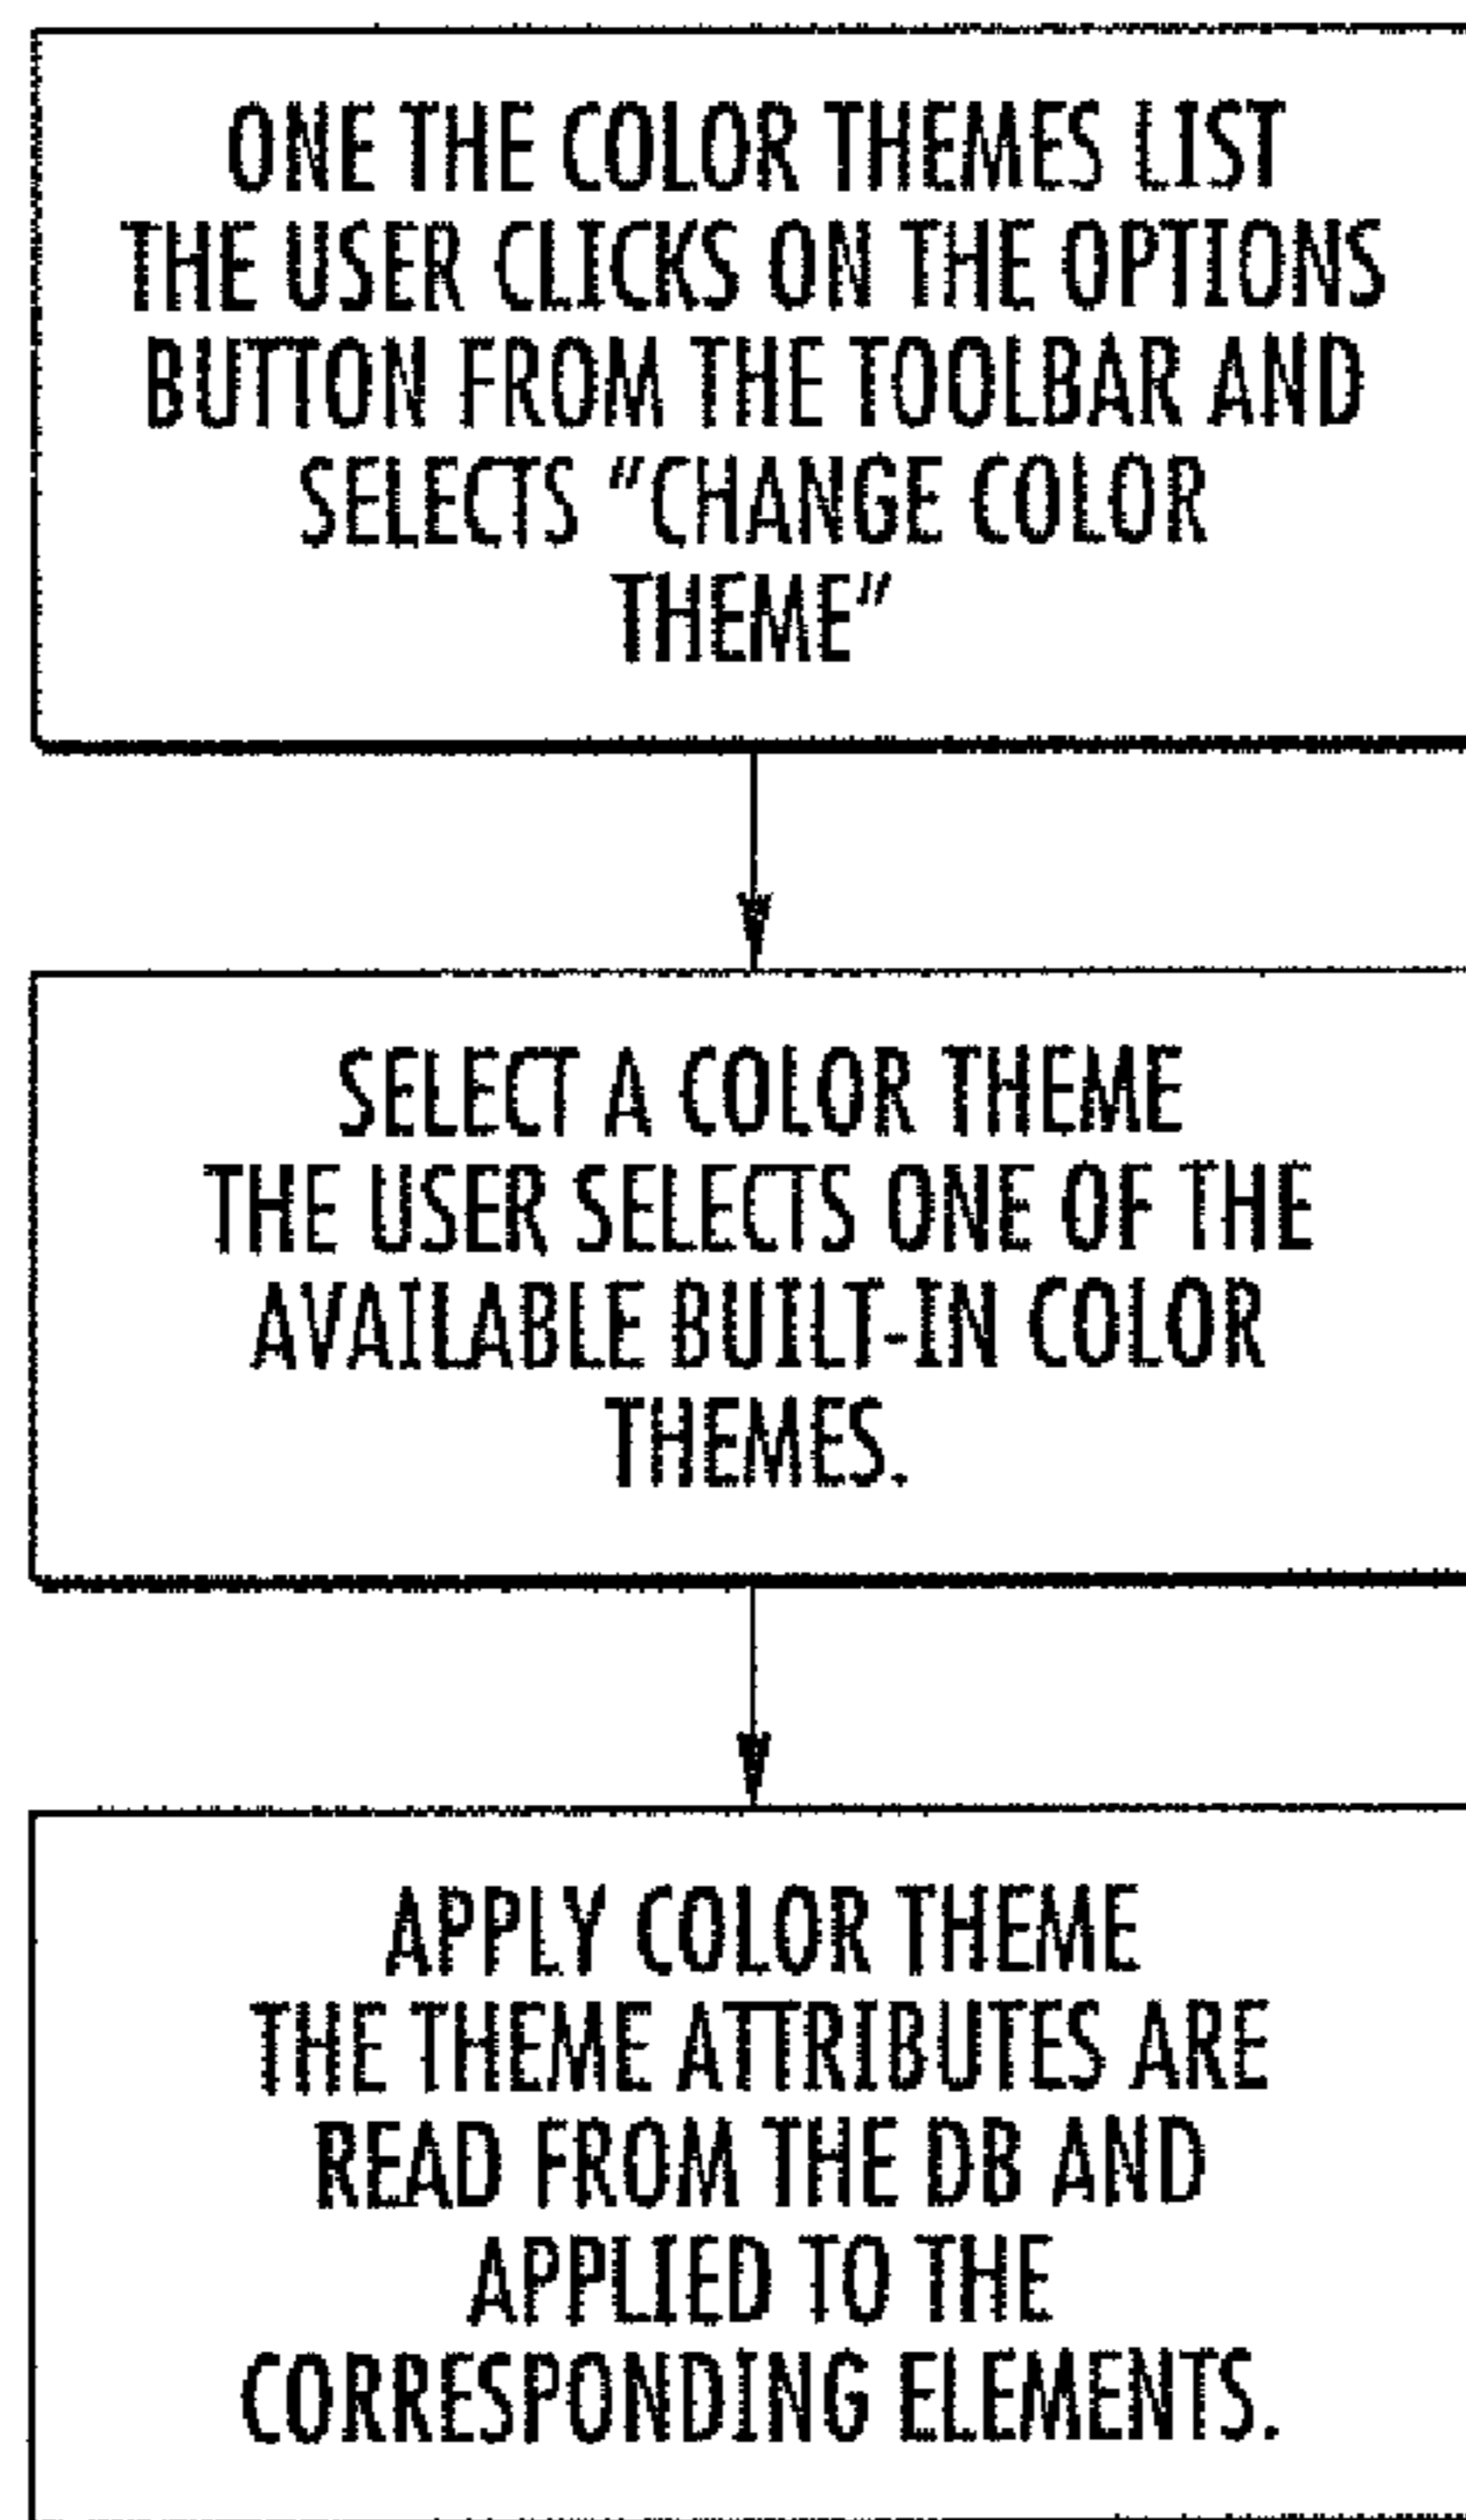 ONE THE COLOR THEMES LIST
THE USER CLICKS ON THE OPTIONS
BUTTON FROM THE TOOLBAR AND
SELECTS "CHANGE COLOR
THEME"
SELECT A COLOR THEME
THE USER SELECTS ONE OF THE
AVAILABLE BUILT-IN COLOR
THEMES.
APPLY COLOR THEME
THE THEME ATTRIBUTES ARE
READ FROM THE DB AND
APPLIED TO THE
CORRESPONDING ELEMENTS.